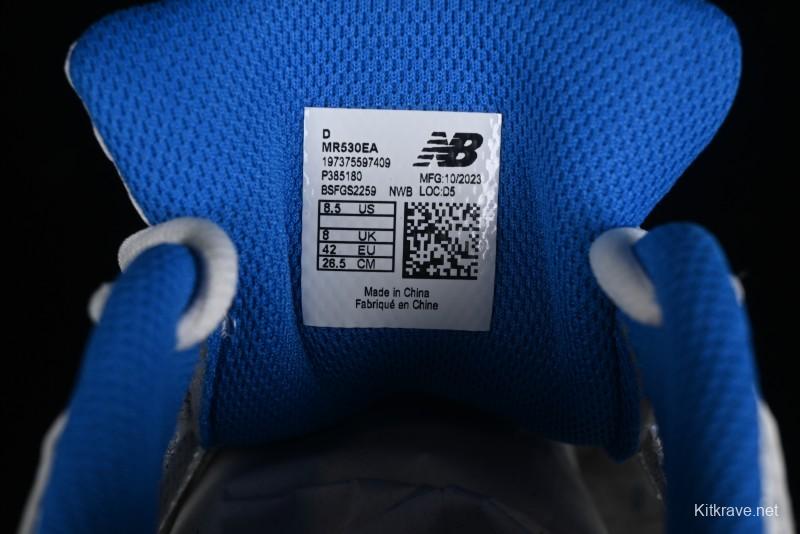 D
MR530EA
197375597409
P385180 MFG:10/2023
BSFGS2259 NWB LOC:D5
NB
8.5 US
8 UK
42 EU
26.5 CM
Made in China
Fabriqué en Chine
Kitkrave.net